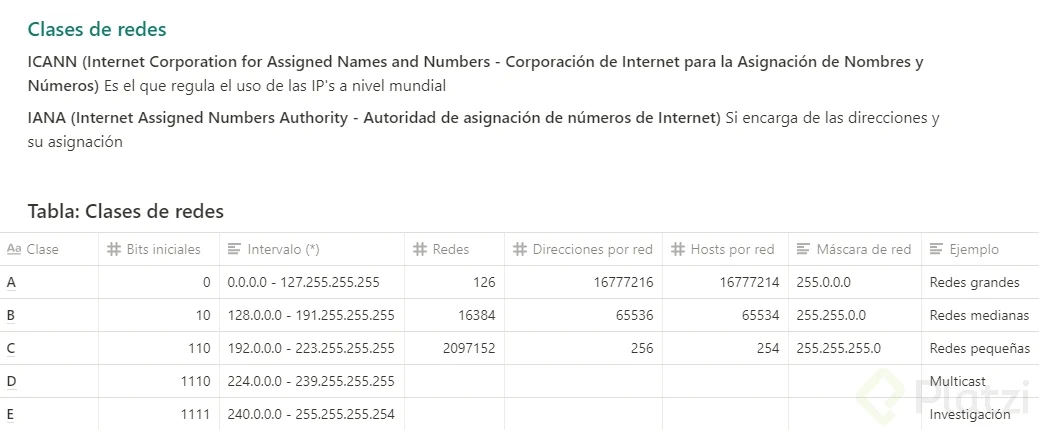 Clases de redes
ICANN (Internet Corporation for Assigned Names and Numbers - Corporación de Internet para la Asignación de Nombres y
Números) Es el que regula el uso de las IP's a nivel mundial
IANA (Internet Assigned Numbers Authority - Autoridad de asignación de números de Internet) Si encarga de las direcciones y
su asignación
Tabla: Clases de redes
Aa Clase # Bits iniciales Intervalo (*) # Redes # Direcciones por red # Hosts por red Máscara de red Ejemplo
A 0 0.0.0.0 - 127.255.255.255 126 16777216 16777214 255.0.0.0 Redes grandes
B 10 128.0.0.0 - 191.255.255.255 16384 65536 65534 255.255.0.0 Redes medianas
C 110 192.0.0.0 - 223.255.255.255 2097152 256 254 255.255.255.0 Redes pequeñas
D 1110 224.0.0.0 - 239.255.255.255 Multicast
E 1111 240.0.0.0 - 255.255.255.254 Investigación
Platzi